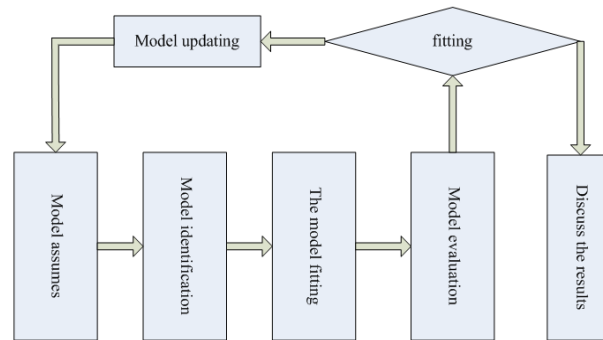 Model updating
fitting
Model assumes
Model identification
The model fitting
Model evaluation
Discuss the results